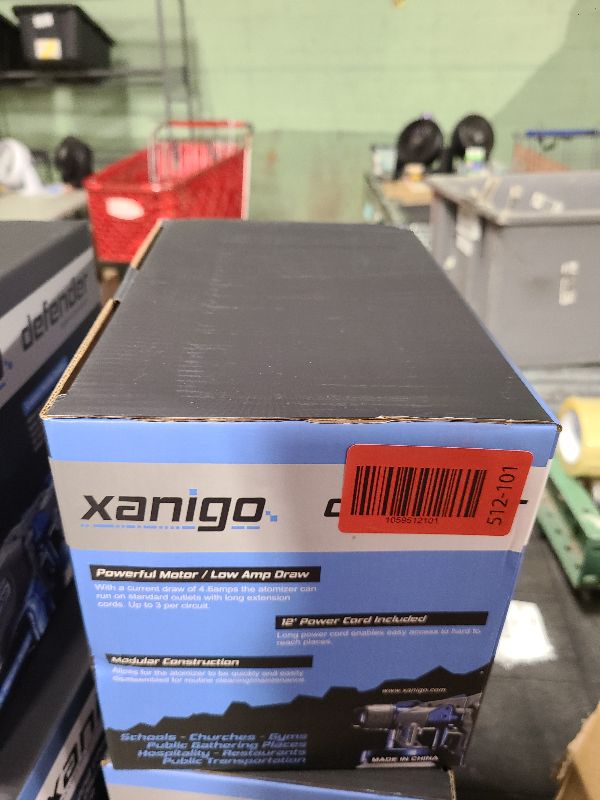 defender
xanigo
1059512101
512-101
Powerful Motor / Low Amp Draw
With a current draw of 4.6amps the atomizer can
run on standard outlets with long extension
cords. Up to 3 per circuit.
12' Power Cord Included
Long power cord enables easy access to hard to
reach places.
Modular Construction
Allows for the atomizer to be quickly and easily
disassembled for routine cleaning/maintenance.
www.xanigo.com
Schools - Churches - Gyms
Public Gathering Places
Hospitality - Restaurants
Public Transportation
MADE IN CHINA
xan